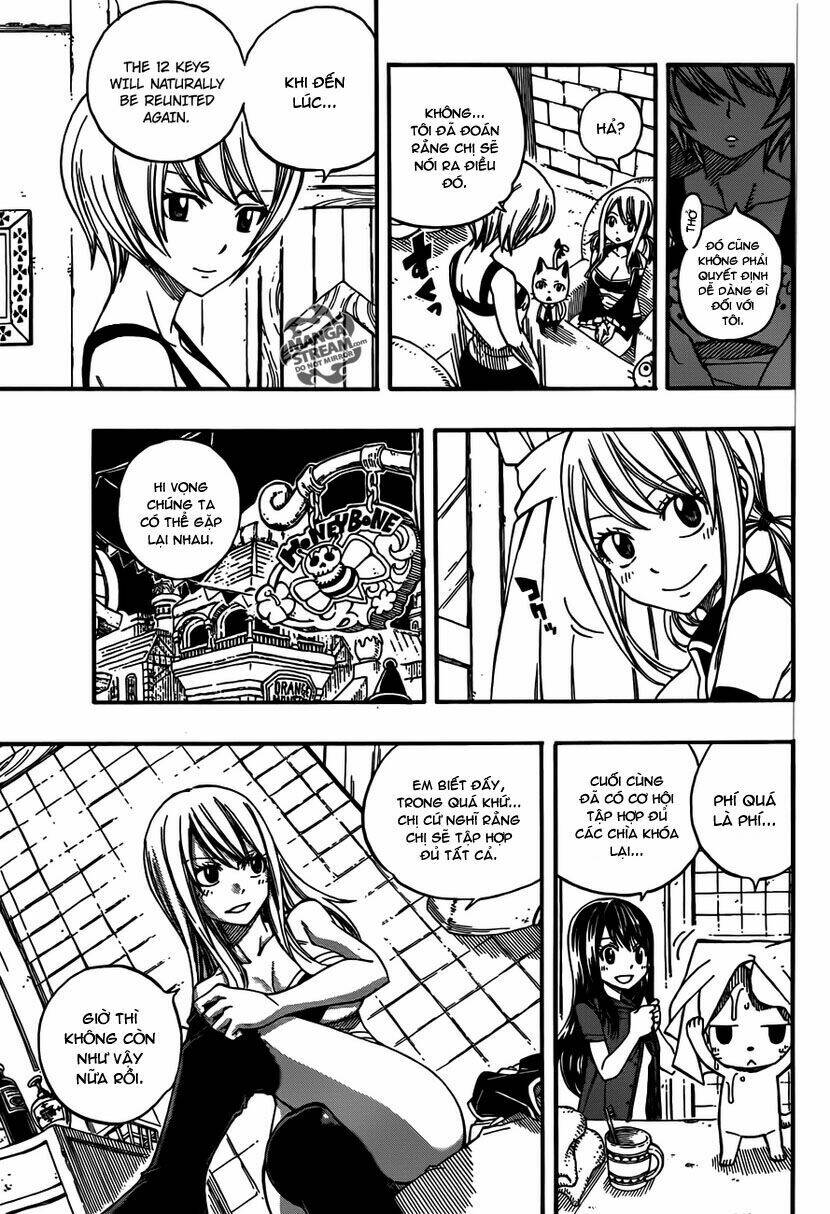 THỞ
ĐÓ CŨNG
KHÔNG PHẢI
QUYẾT ĐỊNH
DỄ DÀNG GÌ
ĐỐI VỚI
TÔI.
HẢ?
KHÔNG...
TÔI ĐÃ ĐOÁN
RẰNG CHỊ SẼ
NÓI RA ĐIỀU
ĐÓ.
KHI ĐẾN
LÚC...
THE 12 KEYS
WILL NATURALLY
BE REUNITED
AGAIN.
MANGA
STREAM.com
DO NOT MIRROR!
HI VỌNG
CHÚNG TA
CÓ THỂ GẶP
LẠI NHAU.
HONEYBONE
ORANGE
PHÍ QUÁ
LÀ PHÍ...
CUỐI CÙNG
ĐÃ CÓ CƠ HỘI
TẬP HỢP ĐỦ
CÁC CHÌA KHÓA
LẠI...
EM BIẾT ĐẤY,
TRONG QUÁ KHỨ...
CHỊ CỨ NGHĨ RẰNG
CHỊ SẼ TẬP HỢP
ĐỦ TẤT CẢ.
GIỜ THÌ
KHÔNG CÒN
NHƯ VẬY
NỮA RỒI.